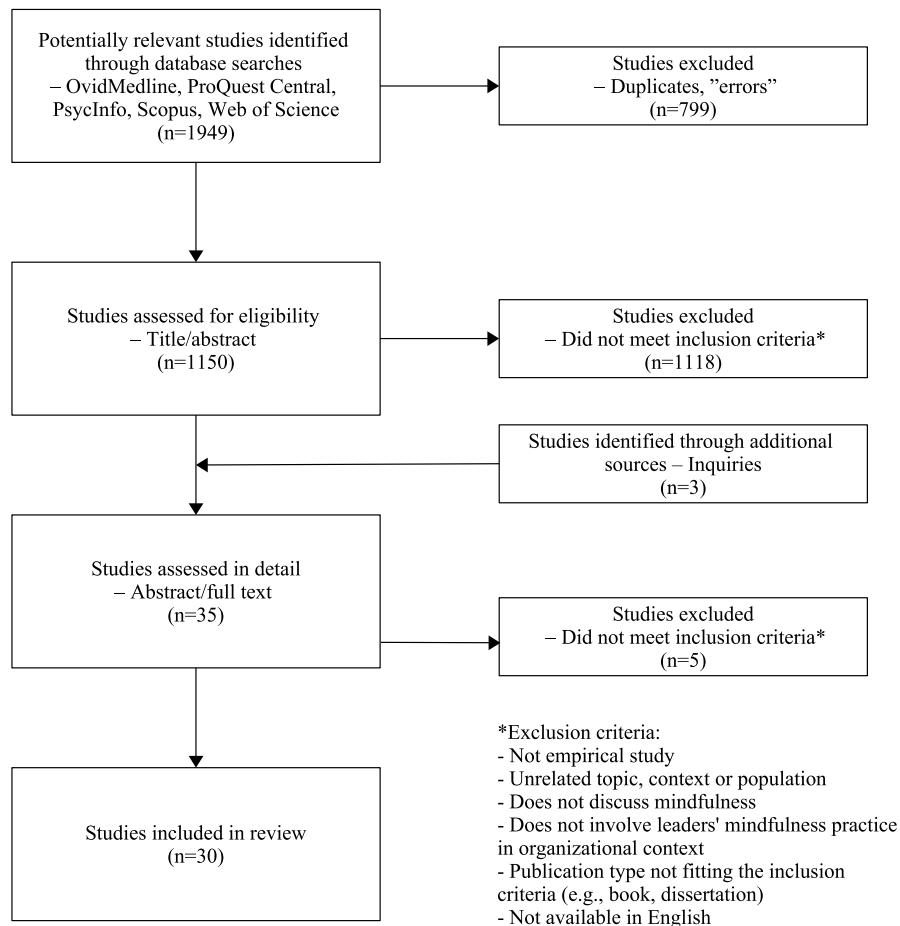 Potentially relevant studies identified
through database searches
– OvidMedline, ProQuest Central,
PsycInfo, Scopus, Web of Science
(n=1949)
Studies excluded
– Duplicates, ”errors”
(n=799)
Studies assessed for eligibility
– Title/abstract
(n=1150)
Studies excluded
– Did not meet inclusion criteria*
(n=1118)
Studies identified through additional
sources – Inquiries
(n=3)
Studies assessed in detail
– Abstract/full text
(n=35)
Studies excluded
– Did not meet inclusion criteria*
(n=5)
Studies included in review
(n=30)
*Exclusion criteria:
- Not empirical study
- Unrelated topic, context or population
- Does not discuss mindfulness
- Does not involve leaders' mindfulness practice
in organizational context
- Publication type not fitting the inclusion
criteria (e.g., book, dissertation)
- Not available in English